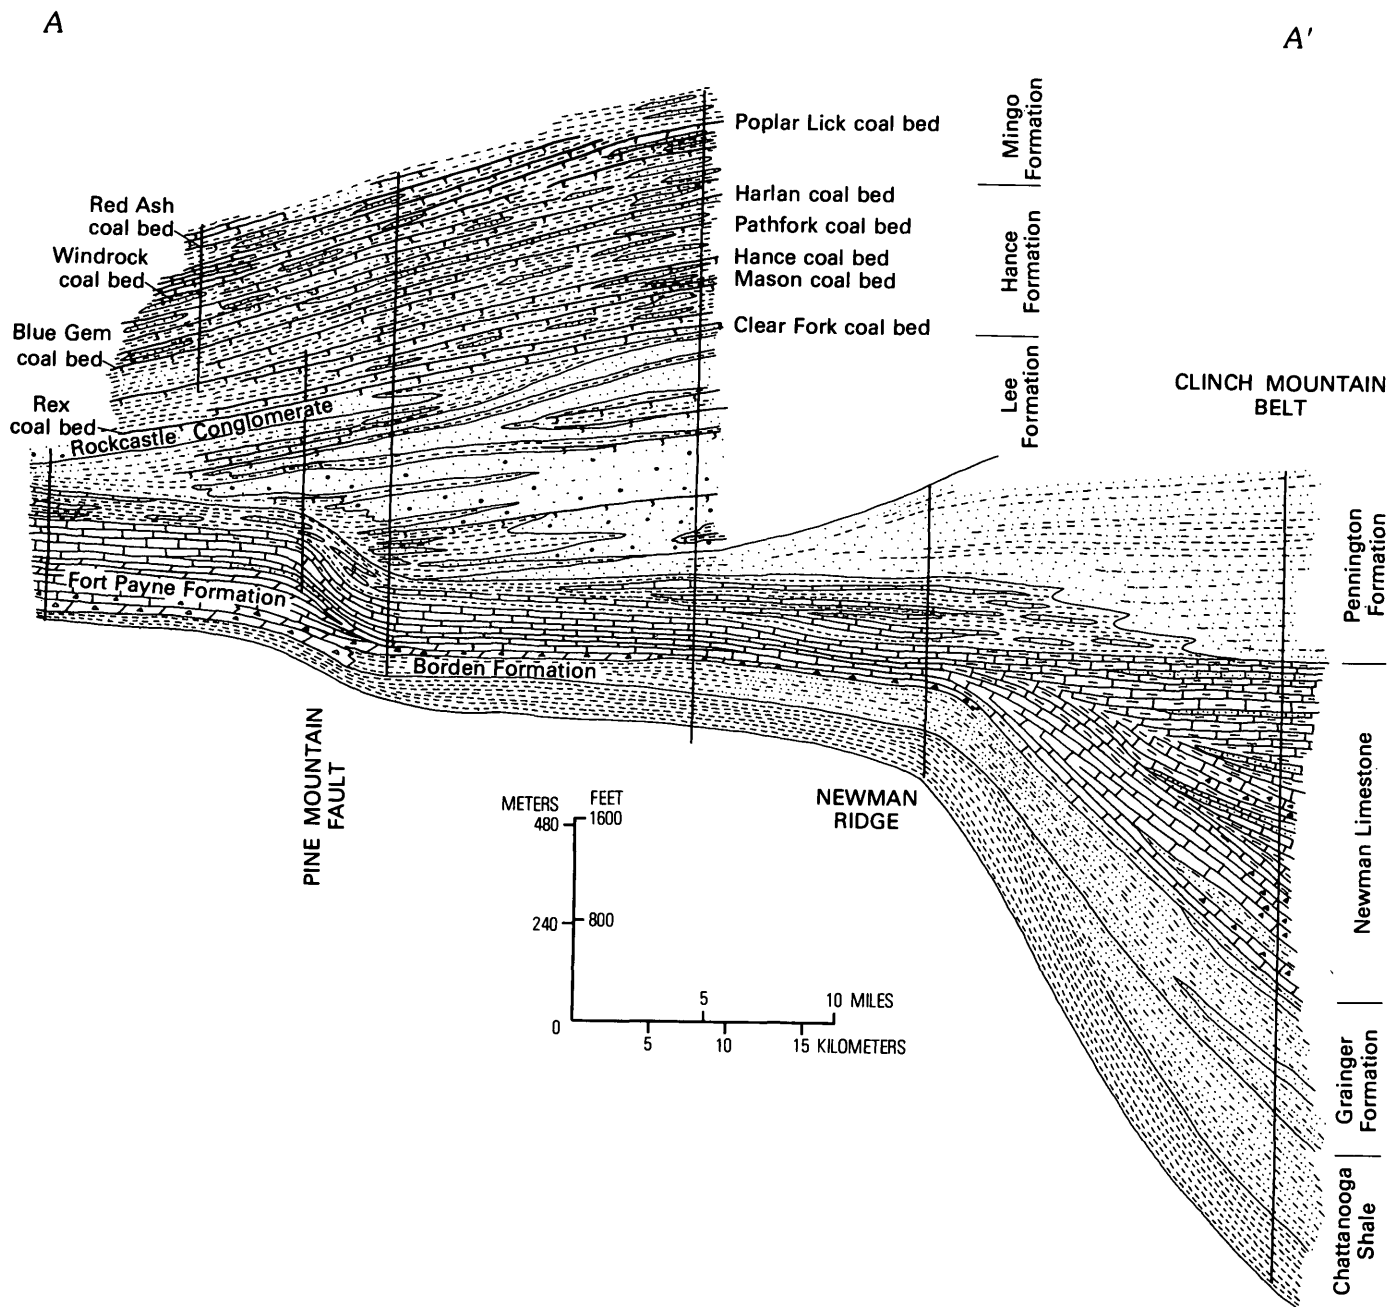 A
A'
Poplar Lick coal bed
Harlan coal bed
Pathfork coal bed
Hance coal bed
Mason coal bed
Clear Fork coal bed
Mingo
Formation
Hance
Formation
Lee
Formation
Red Ash
coal bed
Windrock
coal bed
Blue Gem
coal bed
Rex
coal bed
Rockcastle Conglomerate
CLINCH MOUNTAIN
BELT
Fort Payne Formation
Borden Formation
PINE MOUNTAIN
FAULT
NEWMAN
RIDGE
Pennington
Formation
Newman Limestone
Grainger
Formation
Chattanooga
Shale
METERS
FEET
480
1600
240
800
0
5
10 MILES
5
10
15 KILOMETERS